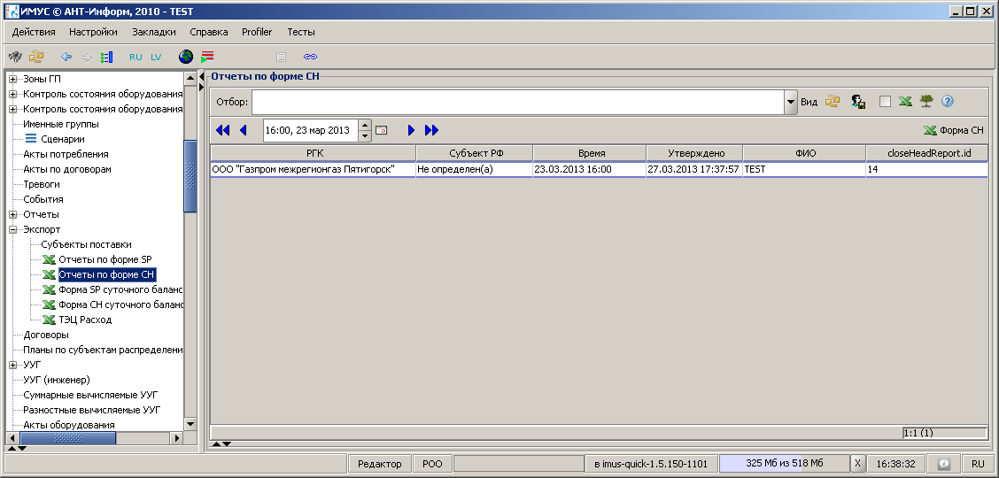 ИМУС © АНТ-Информ, 2010 - TEST
Действия Настройки Закладки Справка Profiler Тесты
RU LV
Зоны ГП
Контроль состояния оборудования
Контроль состояния оборудования
Именные группы
Сценарии
Акты потребления
Акты по договорам
Тревоги
События
Отчеты
Экспорт
Субъекты поставки
Отчеты по форме SP
Отчеты по форме CH
Форма SP суточного баланс
Форма CH суточного баланс
ТЭЦ Расход
Договоры
Планы по субъектам распределени
УУГ
УУГ (инженер)
Суммарные вычисляемые УУГ
Разностные вычисляемые УУГ
Акты оборудования
Отчеты по форме CH
Отбор: Вид
16:00, 23 мар 2013 Форма CH
РГК Субъект РФ Время Утверждено ФИО closeHeadReport.id
ООО "Газпром межрегионгаз Пятигорск" Не определен(а) 23.03.2013 16:00 27.03.2013 17:37:57 TEST 14
1:1 (1)
Редактор РОО в imus-quick-1.5.150-1101 325 Мб из 518 Мб X 16:38:32 RU